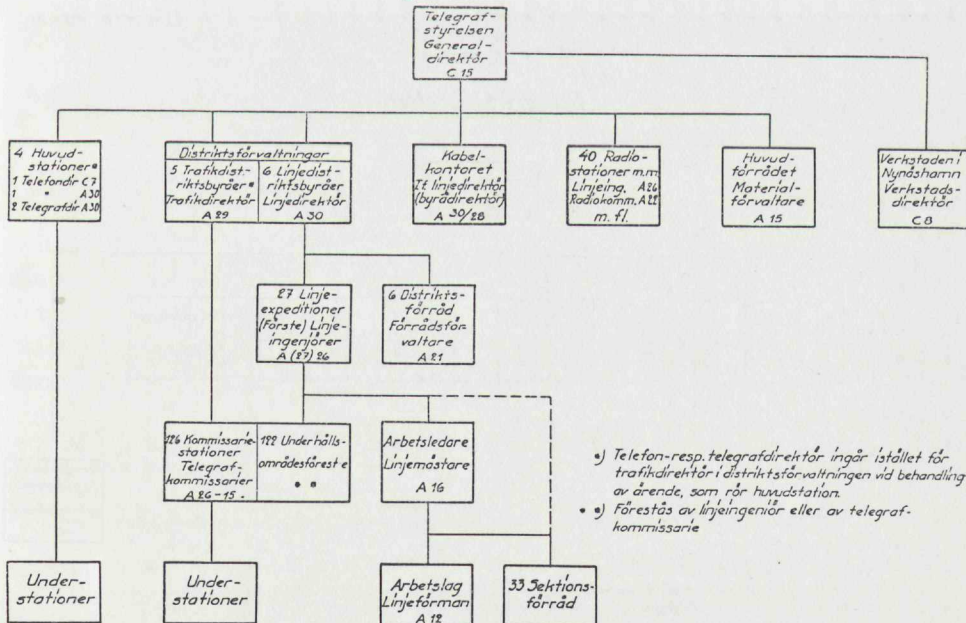 Telegraf-
styrelsen
General-
direktör
C 15
4 Huvud-
stationer*
1 Telefondir C 7
1 " A 30
2 Telegrafdir A 30
Distriktsförvaltningar
5 Trafikdist-
riktsbyråer*
Trafikdirektör
A 29
6 Linjedist-
riktsbyråer
Linjedirektör
A 30
Kabel-
kontoret
1 t linjedirektör
(byrådirektör)
A 30/28
40 Radio-
stationer m.m
Linjeing. A 26
Radiokomm. A 22
m. fl.
Huvud-
förrådet
Material-
förvaltare
A 15
Verkstaden i
Nynäshamn
Verkstads-
direktör
C 8
27 Linje-
expeditioner
(Förste) Linje-
ingenjörer
A (27) 26
6 Distrikts-
förråd
Förrådsför-
valtare
A 21
126 Kommissarie-
stationer
Telegraf-
kommissarier
A 26-15.
122 Underhålls-
områdesförest e
* *
Arbetsledare
Linjemästare
A 16
*) Telefon-resp. telegrafdirektör ingår istället för
trafikdirektör i distriktsförvaltningen vid behandling
av ärende, som rör huvudstation.
* *) Förestås av linjeingeniör eller av telegraf-
kommissarie
Under-
stationer
Under-
stationer
Arbetslag
Linjeförman
A 12
33 Sektions-
förråd